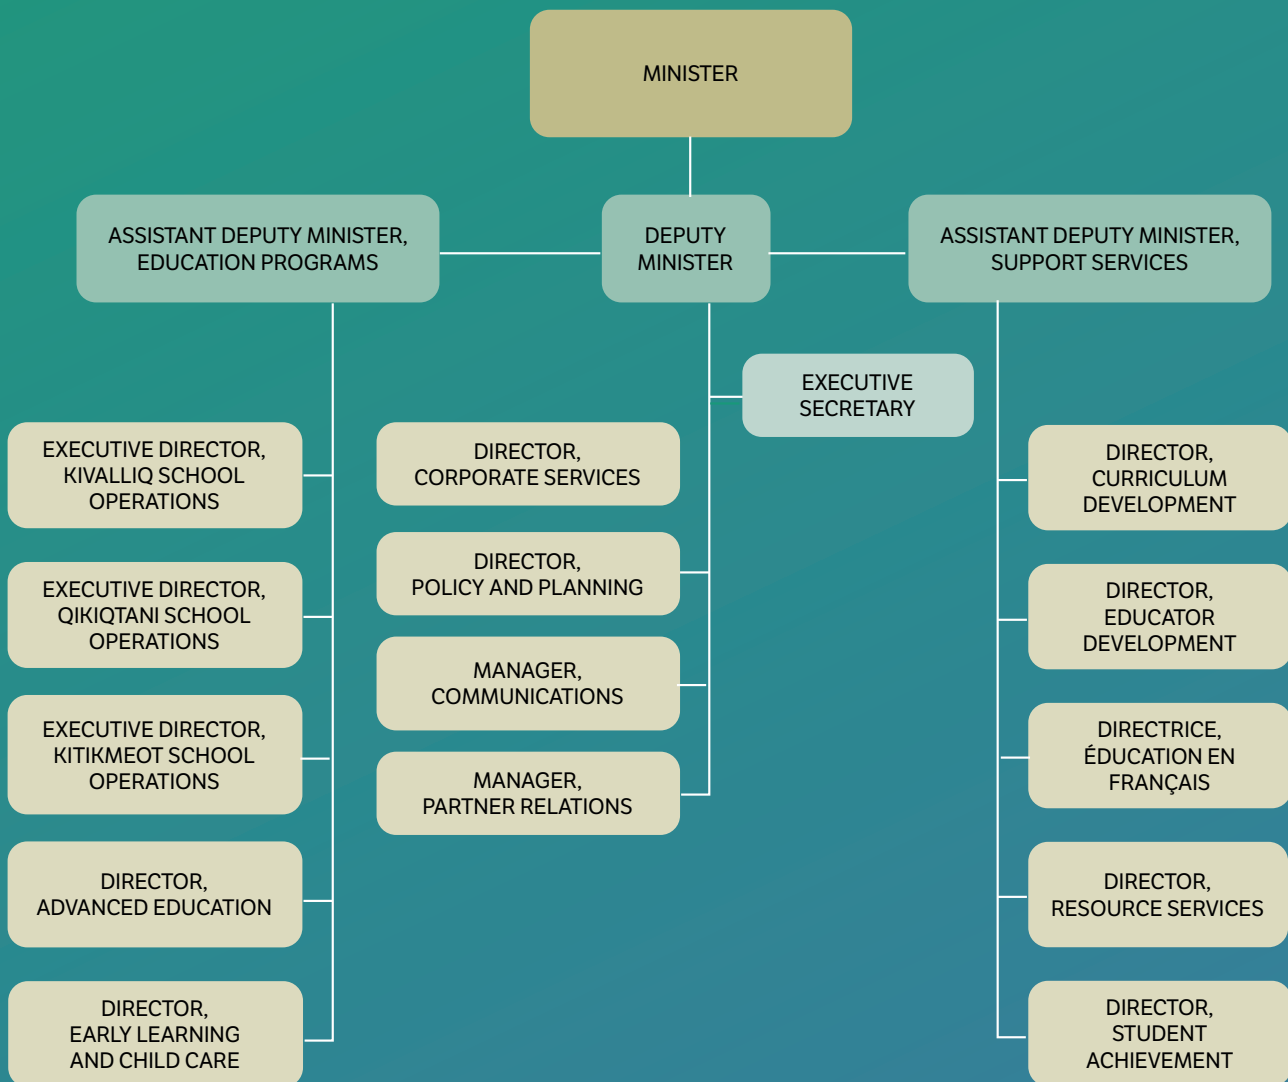 MINISTER
ASSISTANT DEPUTY MINISTER,
EDUCATION PROGRAMS
DEPUTY
MINISTER
ASSISTANT DEPUTY MINISTER,
SUPPORT SERVICES
EXECUTIVE
SECRETARY
EXECUTIVE DIRECTOR,
KIVALLIQ SCHOOL
OPERATIONS
EXECUTIVE DIRECTOR,
QIKIQTANI SCHOOL
OPERATIONS
EXECUTIVE DIRECTOR,
KITIKMEOT SCHOOL
OPERATIONS
DIRECTOR,
ADVANCED EDUCATION
DIRECTOR,
EARLY LEARNING
AND CHILD CARE
DIRECTOR,
CORPORATE SERVICES
DIRECTOR,
POLICY AND PLANNING
MANAGER,
COMMUNICATIONS
MANAGER,
PARTNER RELATIONS
DIRECTOR,
CURRICULUM
DEVELOPMENT
DIRECTOR,
EDUCATOR
DEVELOPMENT
DIRECTRICE,
ÉDUCATION EN
FRANÇAIS
DIRECTOR,
RESOURCE SERVICES
DIRECTOR,
STUDENT
ACHIEVEMENT